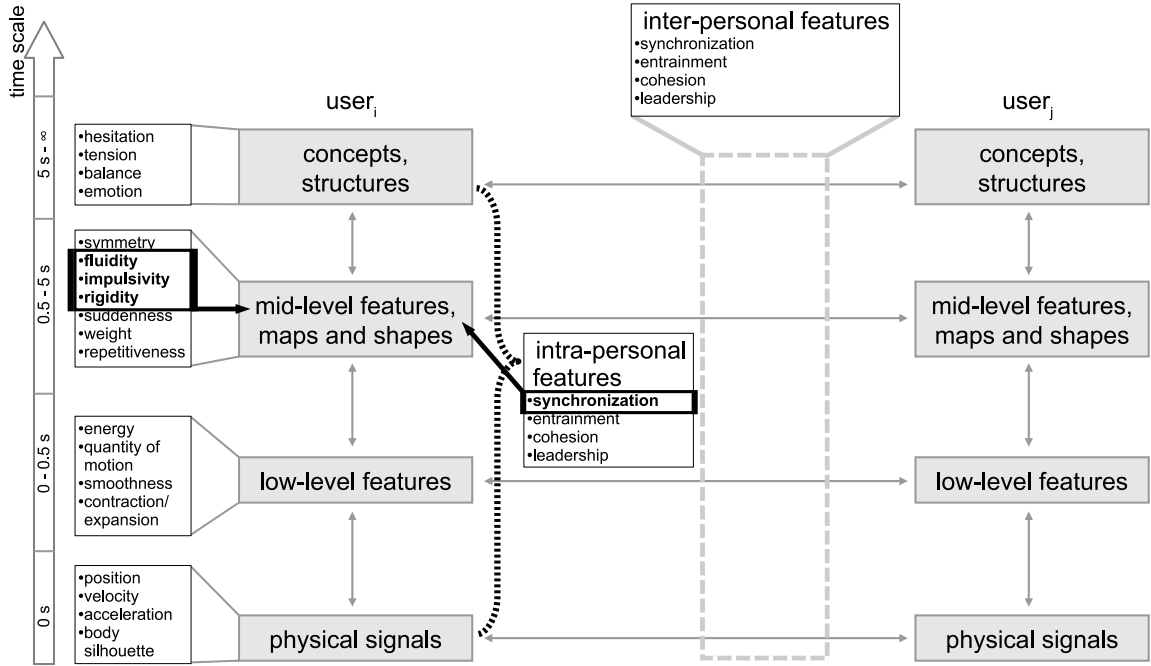 time scale
5 s - ∞
0.5 - 5 s
0 - 0.5 s
0 s
user_i
•hesitation
•tension
•balance
•emotion
concepts,
structures
•symmetry
•fluidity
•impulsivity
•rigidity
•suddenness
•weight
•repetitiveness
mid-level features,
maps and shapes
•energy
•quantity of
motion
•smoothness
•contraction/
expansion
low-level features
•position
•velocity
•acceleration
•body
silhouette
physical signals
inter-personal features
•synchronization
•entrainment
•cohesion
•leadership
intra-personal
features
•synchronization
•entrainment
•cohesion
•leadership
user_j
concepts,
structures
mid-level features,
maps and shapes
low-level features
physical signals